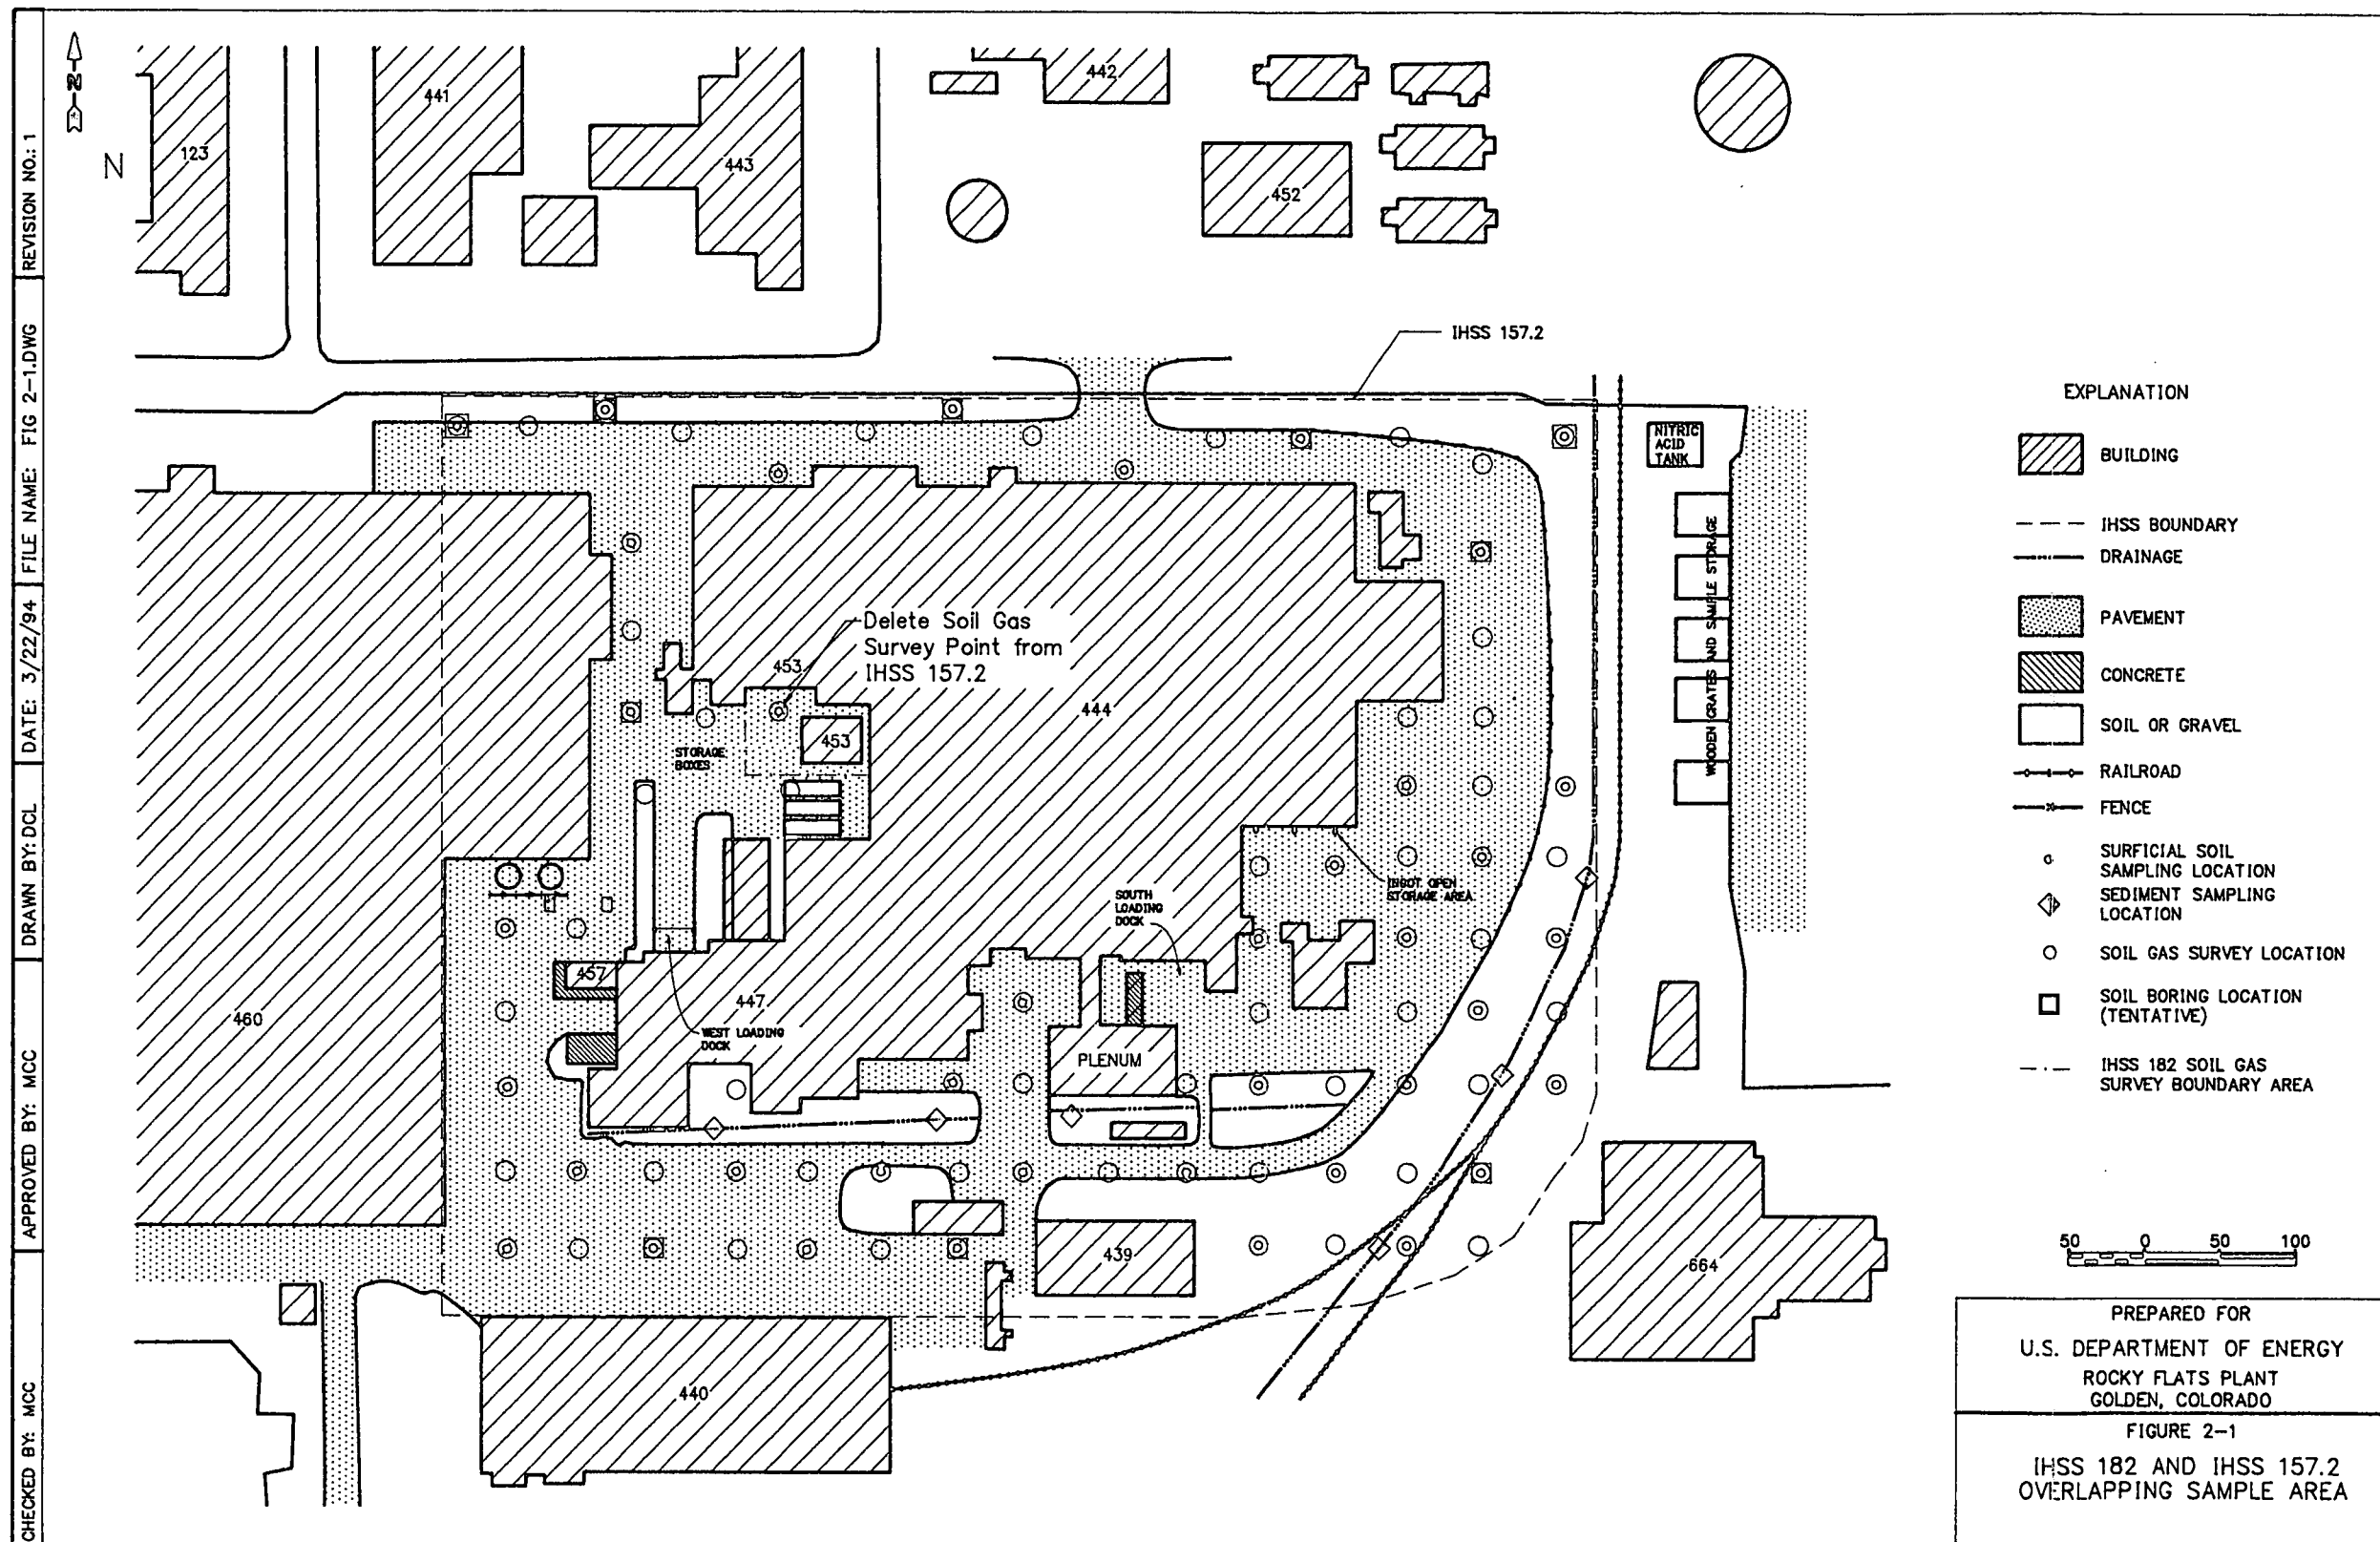 CHECKED BY: MCC
APPROVED BY: MCC
DRAWN BY: DCL
DATE: 3/22/94
FILE NAME: FIG 2-1.DWG
REVISION NO.: 1
N
N
123
441
443
442
452
IHSS 157.2
NITRIC
ACID
TANK
WOODEN CRATES AND SAMPLE STORAGE
Delete Soil Gas
Survey Point from
IHSS 157.2
453
453
444
STORAGE
BOXES
INGOT OPEN
STORAGE AREA
SOUTH
LOADING
DOCK
457
447
460
WEST LOADING
DOCK
PLENUM
439
440
664
EXPLANATION
BUILDING
IHSS BOUNDARY
DRAINAGE
PAVEMENT
CONCRETE
SOIL OR GRAVEL
RAILROAD
FENCE
SURFICIAL SOIL
SAMPLING LOCATION
SEDIMENT SAMPLING
LOCATION
SOIL GAS SURVEY LOCATION
SOIL BORING LOCATION
(TENTATIVE)
IHSS 182 SOIL GAS
SURVEY BOUNDARY AREA
50 0 50 100
PREPARED FOR
U.S. DEPARTMENT OF ENERGY
ROCKY FLATS PLANT
GOLDEN, COLORADO
FIGURE 2-1
IHSS 182 AND IHSS 157.2
OVERLAPPING SAMPLE AREA